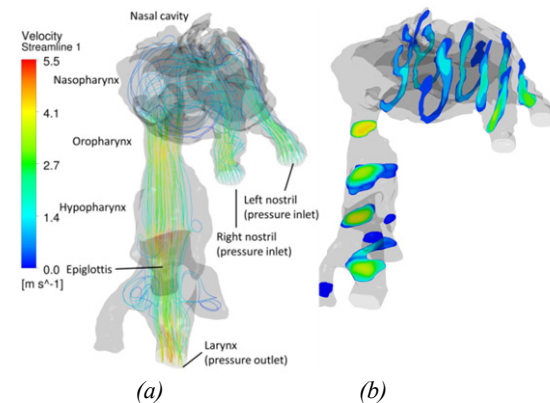 Nasal cavity
Velocity
Streamline 1
5.5
Nasopharynx
4.1
Oropharynx
2.7
Left nostril
(pressure inlet)
Hypopharynx
1.4
Right nostril
(pressure inlet)
Epiglottis
0.0
[m s^-1]
Larynx
(pressure outlet)
(a)
(b)